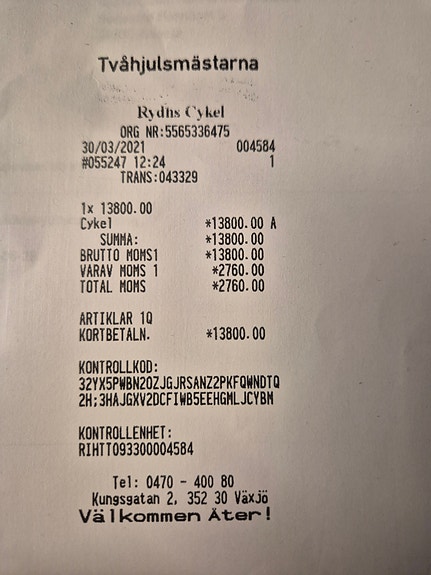 Tvåhjulsmästarna
Rydhs Cykel
ORG NR:5565336475
30/03/2021 004584
#055247 12:24 1
TRANS:043329
1x 13800.00
Cykel *13800.00 A
SUMMA: *13800.00
BRUTTO MOMS1 *13800.00
VARAV MOMS 1 *2760.00
TOTAL MOMS *2760.00
ARTIKLAR 1Q
KORTBETALN. *13800.00
KONTROLLKOD:
32YX5PWBN2OZJGJRSANZ2PKFQWNDTQ
2H;3HAJGXV2DCFIWB5EEHGMLJCYBM
KONTROLLENHET:
RIHTT093300004584
Tel: 0470 - 400 80
Kungsgatan 2, 352 30 Växjö
Välkommen Åter!